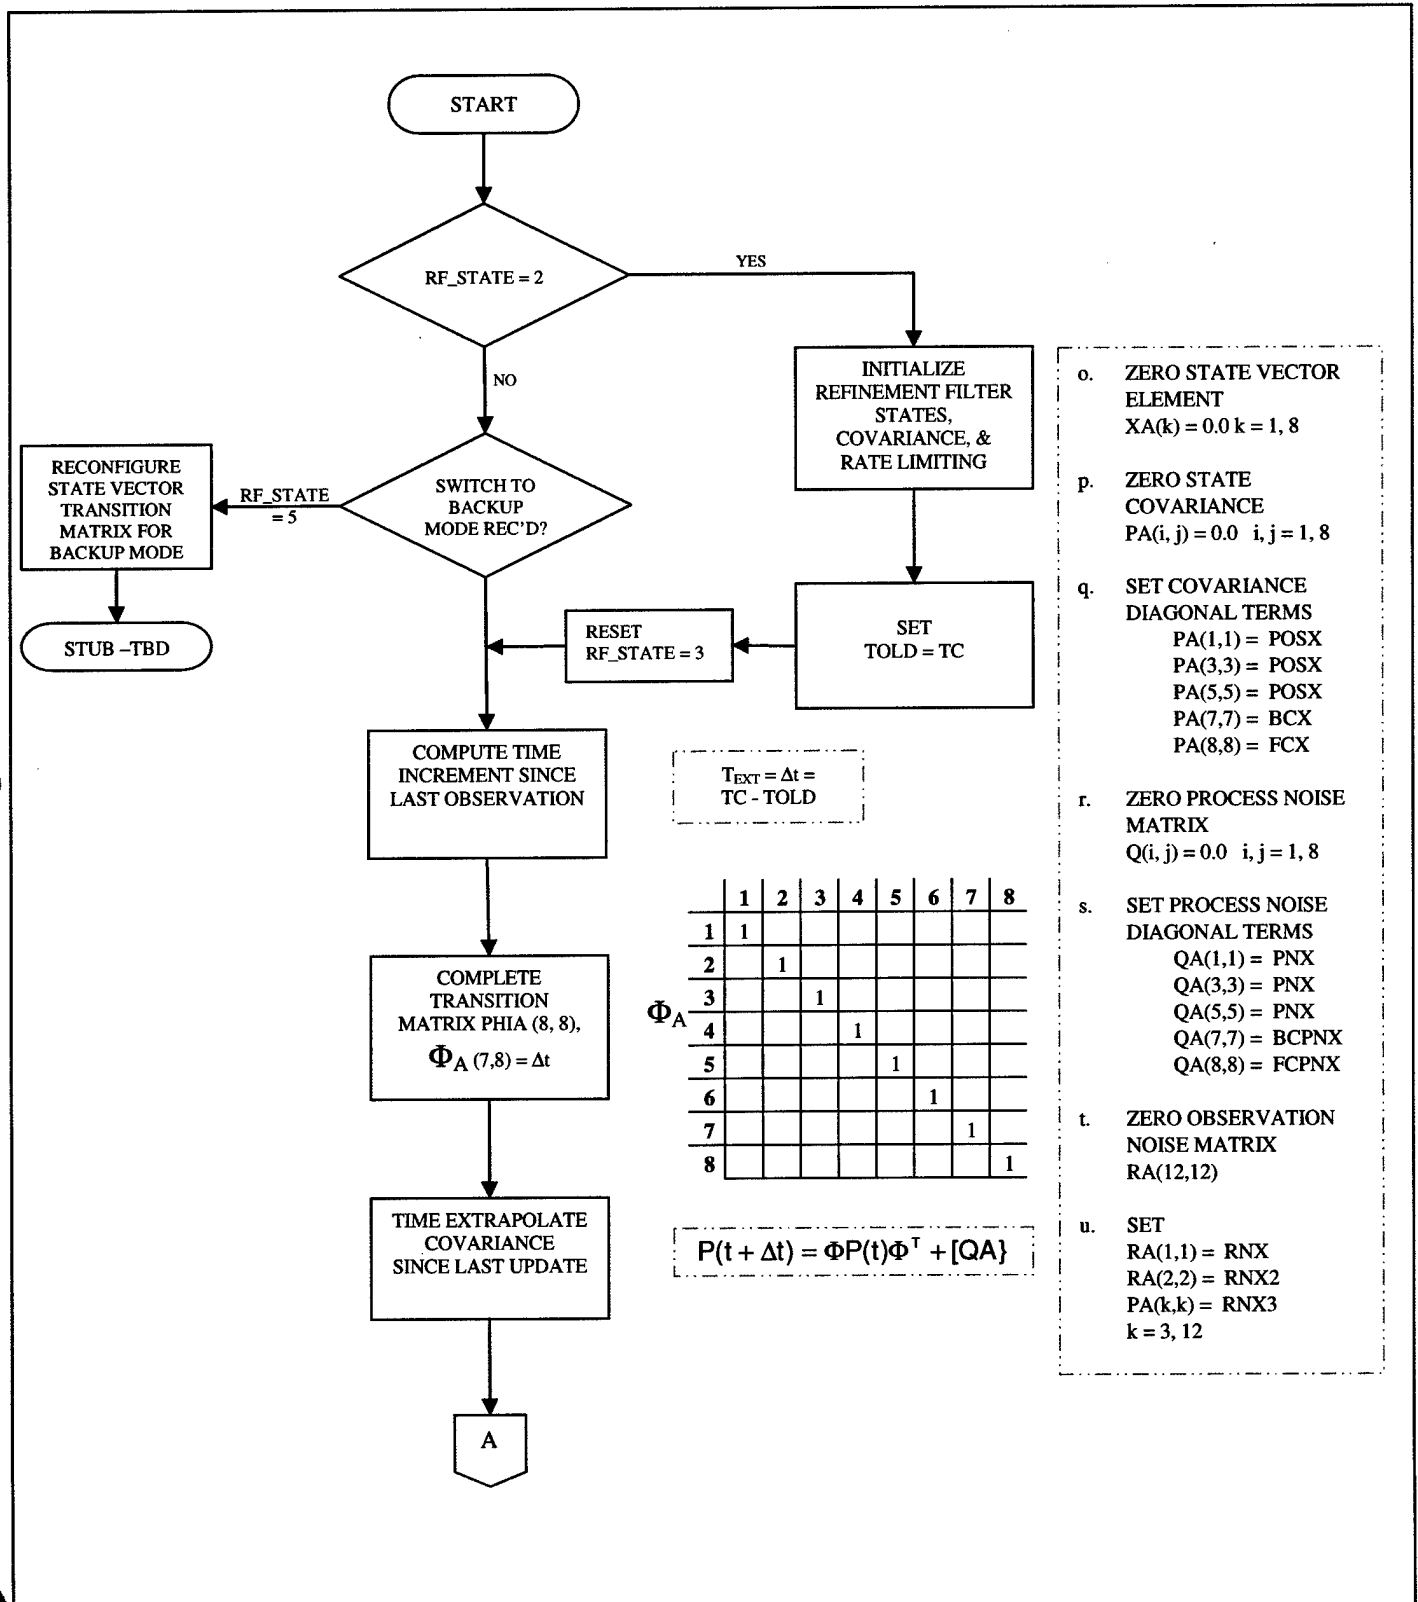 START
RF_STATE = 2
YES
NO
INITIALIZE
REFINEMENT FILTER
STATES,
COVARIANCE, &
RATE LIMITING
RECONFIGURE
STATE VECTOR
TRANSITION
MATRIX FOR
BACKUP MODE
RF_STATE
= 5
SWITCH TO
BACKUP
MODE REC'D?
STUB –TBD
RESET
RF_STATE = 3
SET
TOLD = TC
COMPUTE TIME
INCREMENT SINCE
LAST OBSERVATION
T_EXT = Δt =
TC - TOLD
COMPLETE
TRANSITION
MATRIX PHIA (8, 8),
Φ_A (7,8) = Δt
Φ_A
1 2 3 4 5 6 7 8
1 1
2 1
3 1
4 1
5 1
6 1
7 1
8 1
TIME EXTRAPOLATE
COVARIANCE
SINCE LAST UPDATE
P(t + Δt) = ΦP(t)Φᵀ + [QA}
A
o. ZERO STATE VECTOR
ELEMENT
XA(k) = 0.0 k = 1, 8
p. ZERO STATE
COVARIANCE
PA(i, j) = 0.0 i, j = 1, 8
q. SET COVARIANCE
DIAGONAL TERMS
PA(1,1) = POSX
PA(3,3) = POSX
PA(5,5) = POSX
PA(7,7) = BCX
PA(8,8) = FCX
r. ZERO PROCESS NOISE
MATRIX
Q(i, j) = 0.0 i, j = 1, 8
s. SET PROCESS NOISE
DIAGONAL TERMS
QA(1,1) = PNX
QA(3,3) = PNX
QA(5,5) = PNX
QA(7,7) = BCPNX
QA(8,8) = FCPNX
t. ZERO OBSERVATION
NOISE MATRIX
RA(12,12)
u. SET
RA(1,1) = RNX
RA(2,2) = RNX2
PA(k,k) = RNX3
k = 3, 12